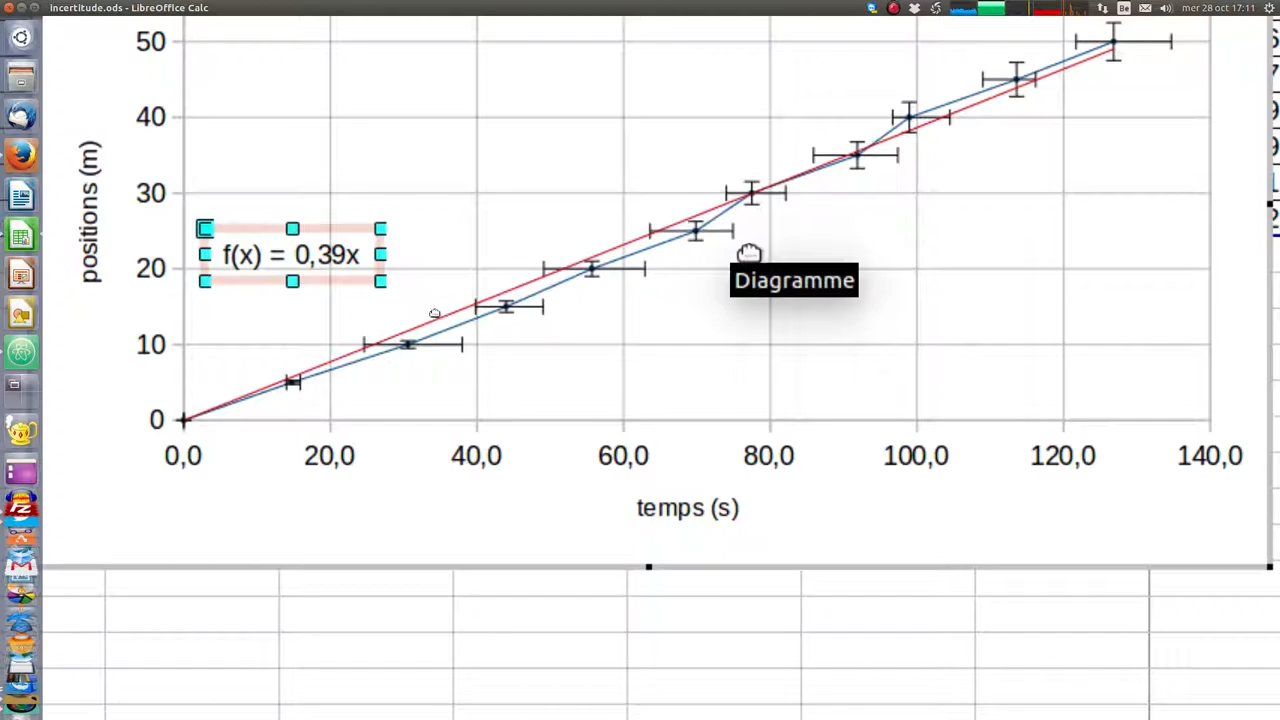 incertitude.ods - LibreOffice Calc
Be
mer 28 oct 17:11
50
40
30
20
10
0
positions (m)
f(x) = 0,39x
Diagramme
0,0 20,0 40,0 60,0 80,0 100,0 120,0 140,0
temps (s)